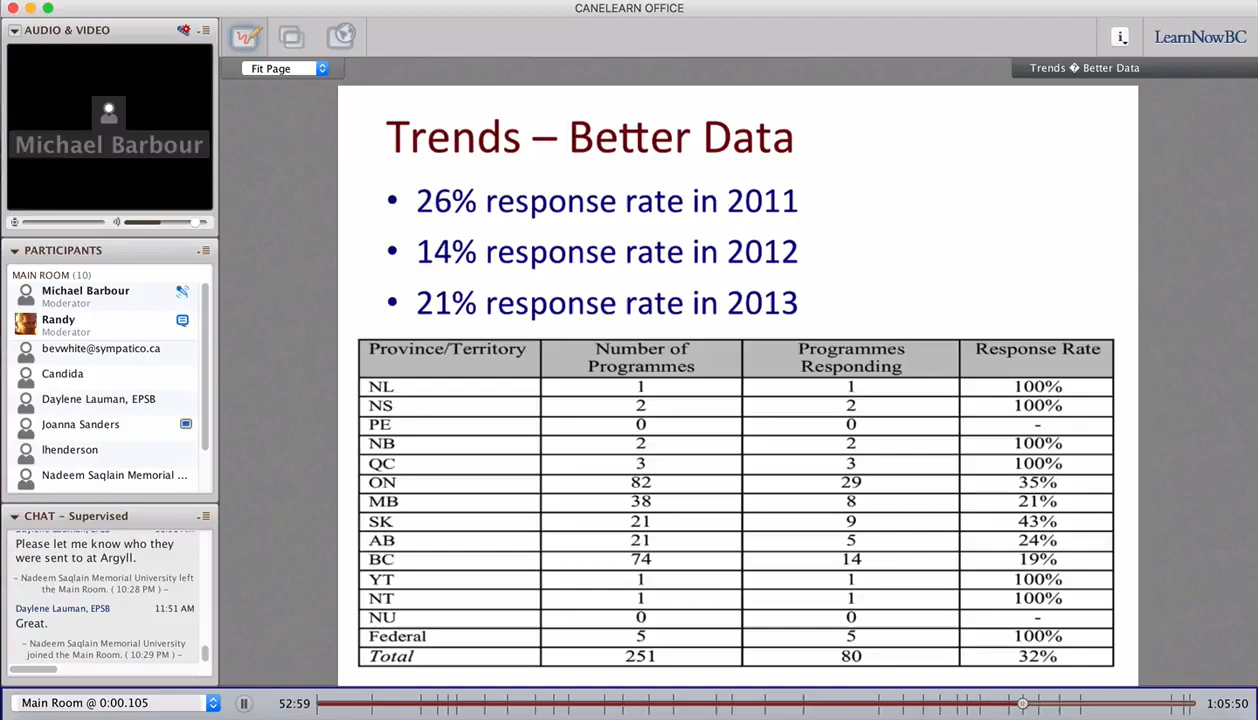 CANELEARN OFFICE
AUDIO & VIDEO
Michael Barbour
PARTICIPANTS
MAIN ROOM (10)
Michael Barbour
Moderator
Randy
Moderator
bevwhite@sympatico.ca
Candida
Daylene Lauman, EPSB
Joanna Sanders
lhenderson
Nadeem Saqlain Memorial ...
CHAT – Supervised
Please let me know who they
were sent to at Argyll.
– Nadeem Saqlain Memorial University left
the Main Room. ( 10:28 PM ) –
Daylene Lauman, EPSB 11:51 AM
Great.
– Nadeem Saqlain Memorial University
joined the Main Room. ( 10:29 PM ) –
i
LearnNowBC
Fit Page
Trends � Better Data
Trends – Better Data
• 26% response rate in 2011
• 14% response rate in 2012
• 21% response rate in 2013
Province/Territory Number of Programmes Programmes Responding Response Rate
NL 1 1 100%
NS 2 2 100%
PE 0 0 -
NB 2 2 100%
QC 3 3 100%
ON 82 29 35%
MB 38 8 21%
SK 21 9 43%
AB 21 5 24%
BC 74 14 19%
YT 1 1 100%
NT 1 1 100%
NU 0 0 -
Federal 5 5 100%
Total 251 80 32%
Main Room @ 0:00.105
52:59
1:05:50